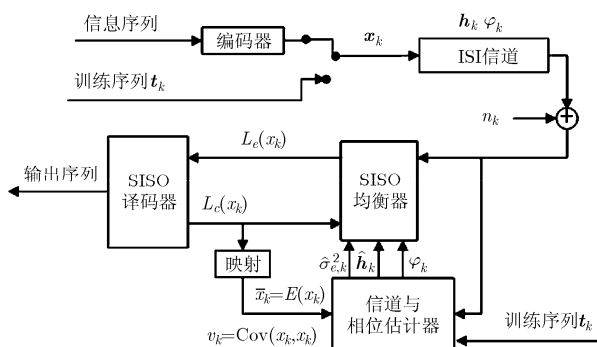 信息序列
编码器
x_k
h_k φ_k
ISI信道
训练序列t_k
n_k
+
输出序列
SISO
译码器
L_e(x_k)
L_c(x_k)
SISO
均衡器
映射
σ̂²_{e,k} ĥ_k φ_k
x̄_k=E(x_k)
v_k=Cov(x_k,x_k)
信道与
相位估计器
训练序列t_k